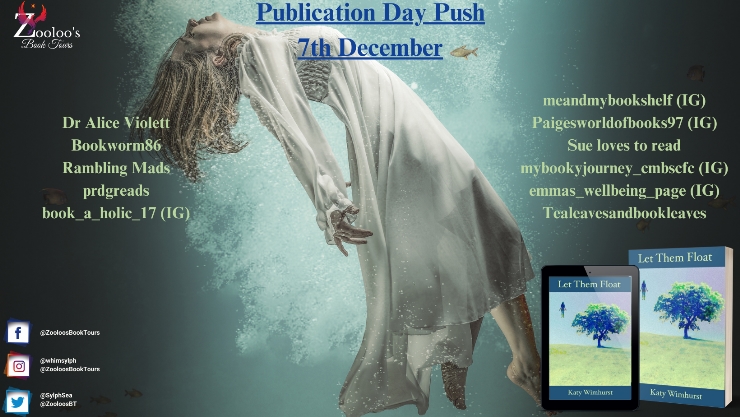 Zooloo's
Book Tours
Publication Day Push
7th December
Dr Alice Violett
Bookworm86
Rambling Mads
prdgreads
book_a_holic_17 (IG)
meandmybookshelf (IG)
Paigesworldofbooks97 (IG)
Sue loves to read
mybookyjourney_cmbscfc (IG)
emmas_wellbeing_page (IG)
Tealeavesandbookleaves
@ZooloosBookTours
@whimsylph
@ZooloosBookTours
@SylphSea
@ZooloosBT
Let Them Float
Katy Wimhurst
Let Them Float
Katy Wimhurst